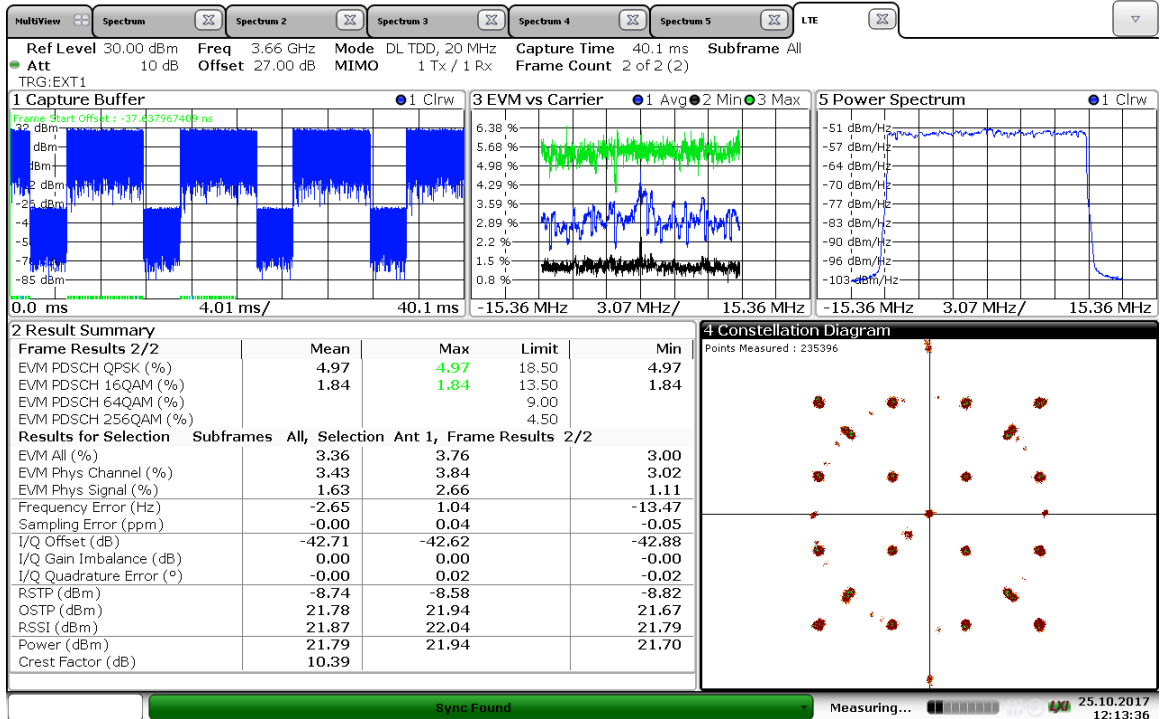 MultiView Spectrum Spectrum 2 Spectrum 3 Spectrum 4 Spectrum 5 LTE
Ref Level 30.00 dBm Freq 3.66 GHz Mode DL TDD, 20 MHz Capture Time 40.1 ms Subframe All
Att 10 dB Offset 27.00 dB MIMO 1 Tx / 1 Rx Frame Count 2 of 2 (2)
TRG:EXT1
1 Capture Buffer 1 Clrw
Frame Start Offset : -37.637967409 ns
32 dBm
dBm
dBm
dBm
-25 dBm
-85 dBm
0.0 ms 4.01 ms/ 40.1 ms
3 EVM vs Carrier 1 Avg 2 Min 3 Max
6.38 %
5.68 %
4.98 %
4.29 %
3.59 %
2.89 %
2.2 %
1.5 %
0.8 %
-15.36 MHz 3.07 MHz/ 15.36 MHz
5 Power Spectrum 1 Clrw
-51 dBm/Hz
-57 dBm/Hz
-64 dBm/Hz
-70 dBm/Hz
-77 dBm/Hz
-83 dBm/Hz
-90 dBm/Hz
-96 dBm/Hz
-103 dBm/Hz
-15.36 MHz 3.07 MHz/ 15.36 MHz
2 Result Summary
Frame Results 2/2 Mean Max Limit Min
EVM PDSCH QPSK (%) 4.97 4.97 18.50 4.97
EVM PDSCH 16QAM (%) 1.84 1.84 13.50 1.84
EVM PDSCH 64QAM (%) 9.00
EVM PDSCH 256QAM (%) 4.50
Results for Selection Subframes All, Selection Ant 1, Frame Results 2/2
EVM All (%) 3.36 3.76 3.00
EVM Phys Channel (%) 3.43 3.84 3.02
EVM Phys Signal (%) 1.63 2.66 1.11
Frequency Error (Hz) -2.65 1.04 -13.47
Sampling Error (ppm) -0.00 0.04 -0.05
I/Q Offset (dB) -42.71 -42.62 -42.88
I/Q Gain Imbalance (dB) 0.00 0.00 -0.00
I/Q Quadrature Error (°) -0.00 0.02 -0.02
RSTP (dBm) -8.74 -8.58 -8.82
OSTP (dBm) 21.78 21.94 21.67
RSSI (dBm) 21.87 22.04 21.79
Power (dBm) 21.79 21.94 21.70
Crest Factor (dB) 10.39
4 Constellation Diagram
Points Measured : 235396
Sync Found
Measuring...
LXI
25.10.2017
12:13:36